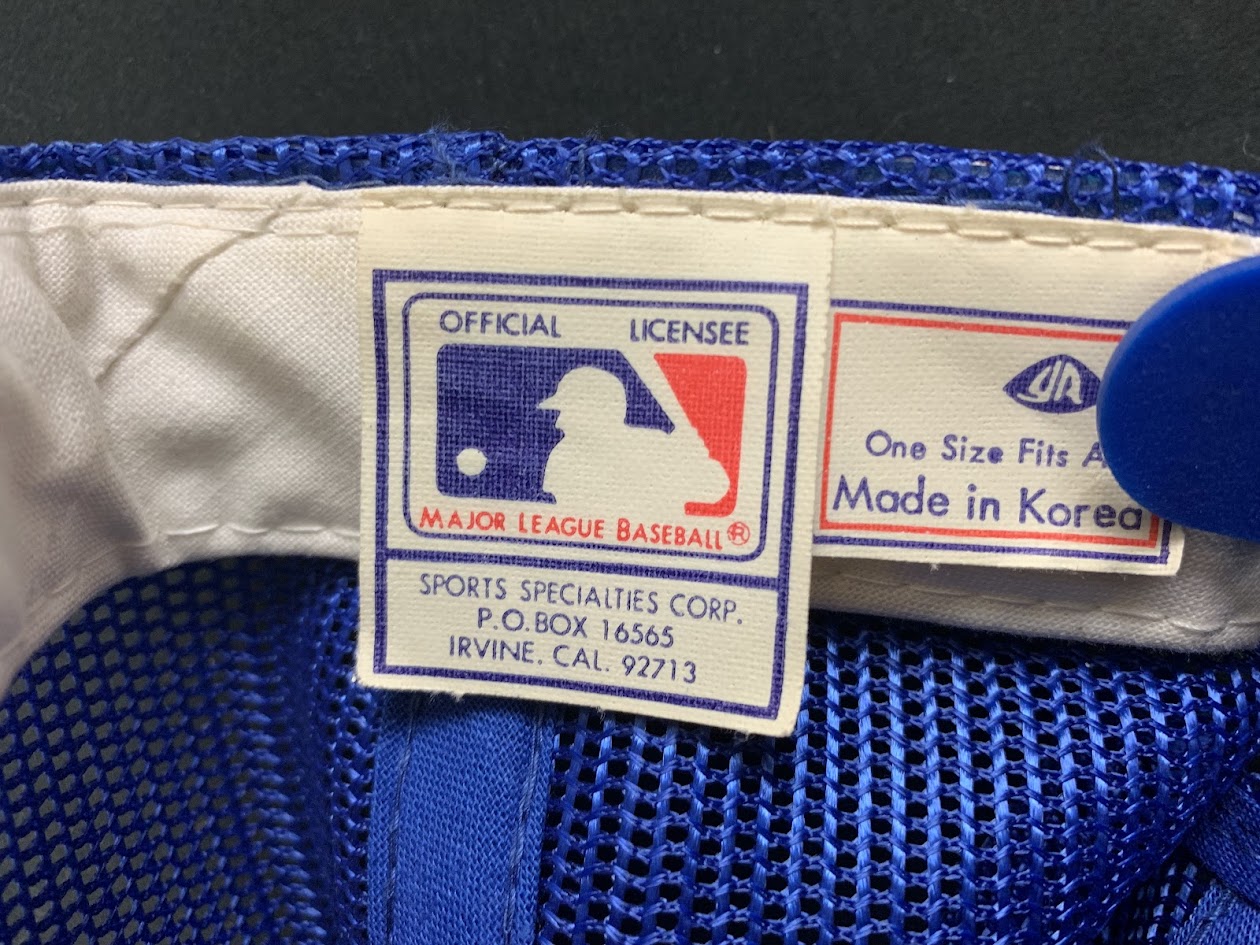 OFFICIAL LICENSEE
MAJOR LEAGUE BASEBALL®
SPORTS SPECIALTIES CORP.
P.O. BOX 16565
IRVINE. CAL. 92713
One Size Fits
Made in Korea